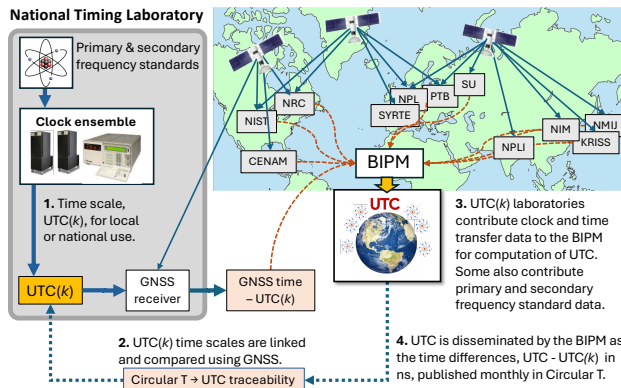 National Timing Laboratory
Primary & secondary
frequency standards
Clock ensemble
1. Time scale,
UTC(k), for local
or national use.
UTC(k)
GNSS
receiver
GNSS time
– UTC(k)
NRC
NIST
CENAM
NPL
SYRTE
PTB
SU
NPLI
NIM
NMIJ
KRISS
BIPM
UTC
3. UTC(k) laboratories
contribute clock and time
transfer data to the BIPM
for computation of UTC.
Some also contribute
primary and secondary
frequency standard data.
2. UTC(k) time scales are linked
and compared using GNSS.
Circular T → UTC traceability
4. UTC is disseminated by the BIPM as
the time differences, UTC - UTC(k) in
ns, published monthly in Circular T.